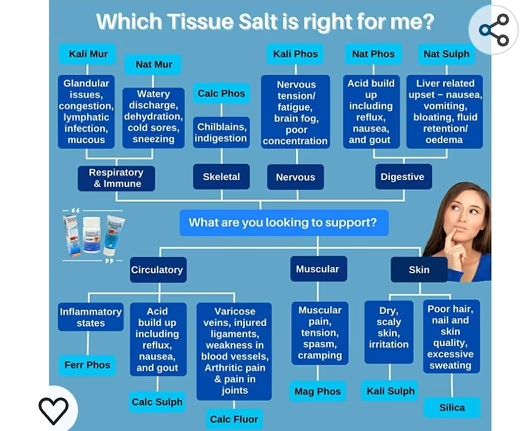 Which Tissue Salt is right for me?
Kali Mur
Nat Mur
Calc Phos
Kali Phos
Nat Phos
Nat Sulph
Glandular
issues,
congestion,
lymphatic
infection,
mucous
Watery
discharge,
dehydration,
cold sores,
sneezing
Chilblains,
indigestion
Nervous
tension/
fatigue,
brain fog,
poor
concentration
Acid build
up
including
reflux,
nausea,
and gout
Liver related
upset – nausea,
vomiting,
bloating, fluid
retention/
oedema
Respiratory
& Immune
Skeletal
Nervous
Digestive
What are you looking to support?
Circulatory
Muscular
Skin
Inflammatory
states
Acid
build up
including
reflux,
nausea,
and gout
Varicose
veins, injured
ligaments,
weakness in
blood vessels,
Arthritic pain
& pain in
joints
Muscular
pain,
tension,
spasm,
cramping
Dry,
scaly
skin,
irritation
Poor hair,
nail and
skin
quality,
excessive
sweating
Ferr Phos
Calc Sulph
Calc Fluor
Mag Phos
Kali Sulph
Silica